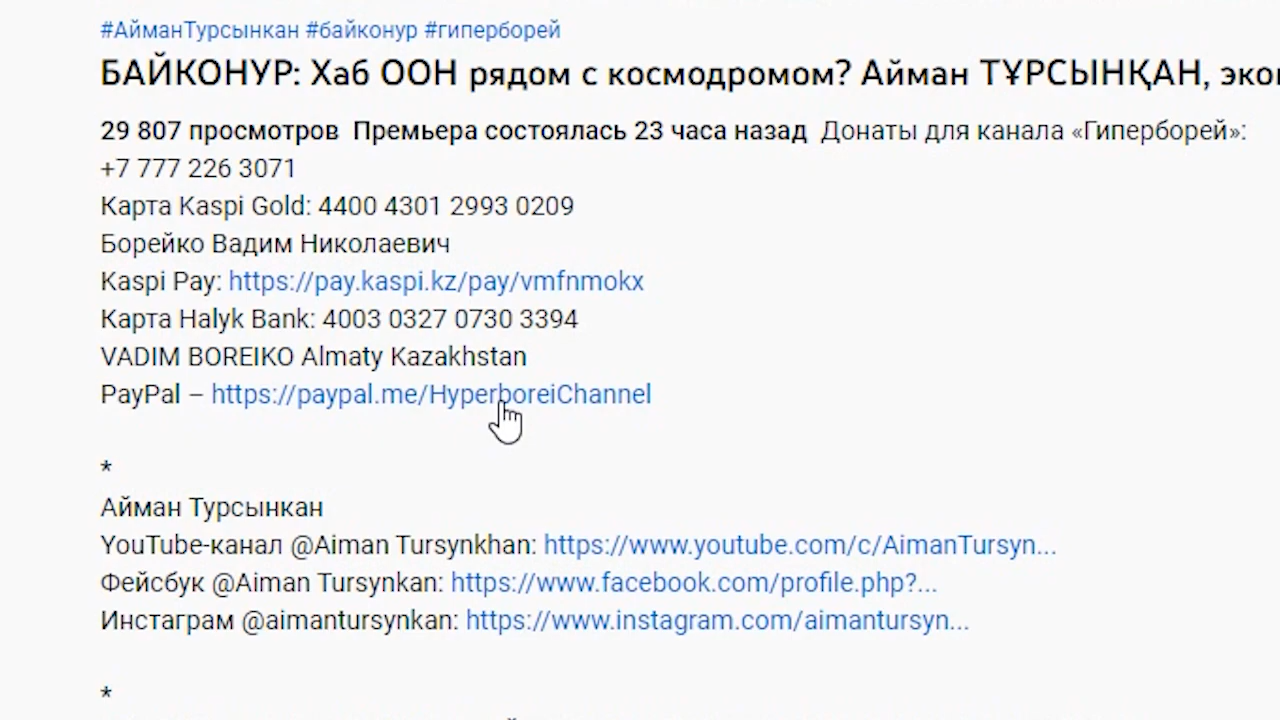 #АйманТурсынкан #байконур #гиперборей
БАЙКОНУР: Хаб ООН рядом с космодромом? Айман ТҰРСЫНҚАН,
29 807 просмотров Премьера состоялась 23 часа назад Донаты для канала «Гиперборей»:
+7 777 226 3071
Карта Kaspi Gold: 4400 4301 2993 0209
Борейко Вадим Николаевич
Kaspi Pay: https://pay.kaspi.kz/pay/vmfnmokx
Карта Halyk Bank: 4003 0327 0730 3394
VADIM BOREIKO Almaty Kazakhstan
PayPal – https://paypal.me/HyperboreiChannel
*
Айман Турсынкан
YouTube-канал @Aiman Tursynkhan: https://www.youtube.com/c/AimanTursyn...
Фейсбук @Aiman Tursynkan: https://www.facebook.com/profile.php?...
Инстаграм @aimantursynkan: https://www.instagram.com/aimantursyn...
*